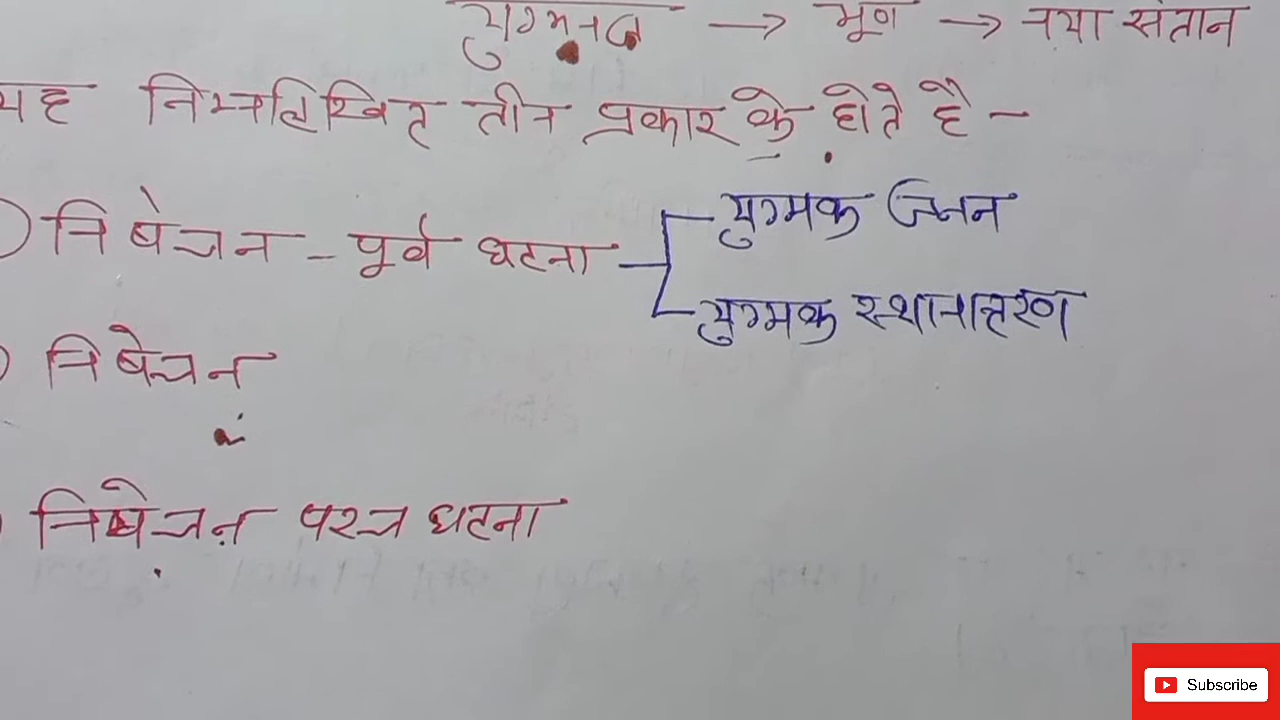 युग्मनज → भ्रूण → नया संतान
यह निम्नलिखित तीन प्रकार के होते है -
निषेचन - पूर्व घटना
युग्मक जनन
युग्मक स्थानान्तरण
निषेचन
निषेचन पश्च घटना
Subscribe